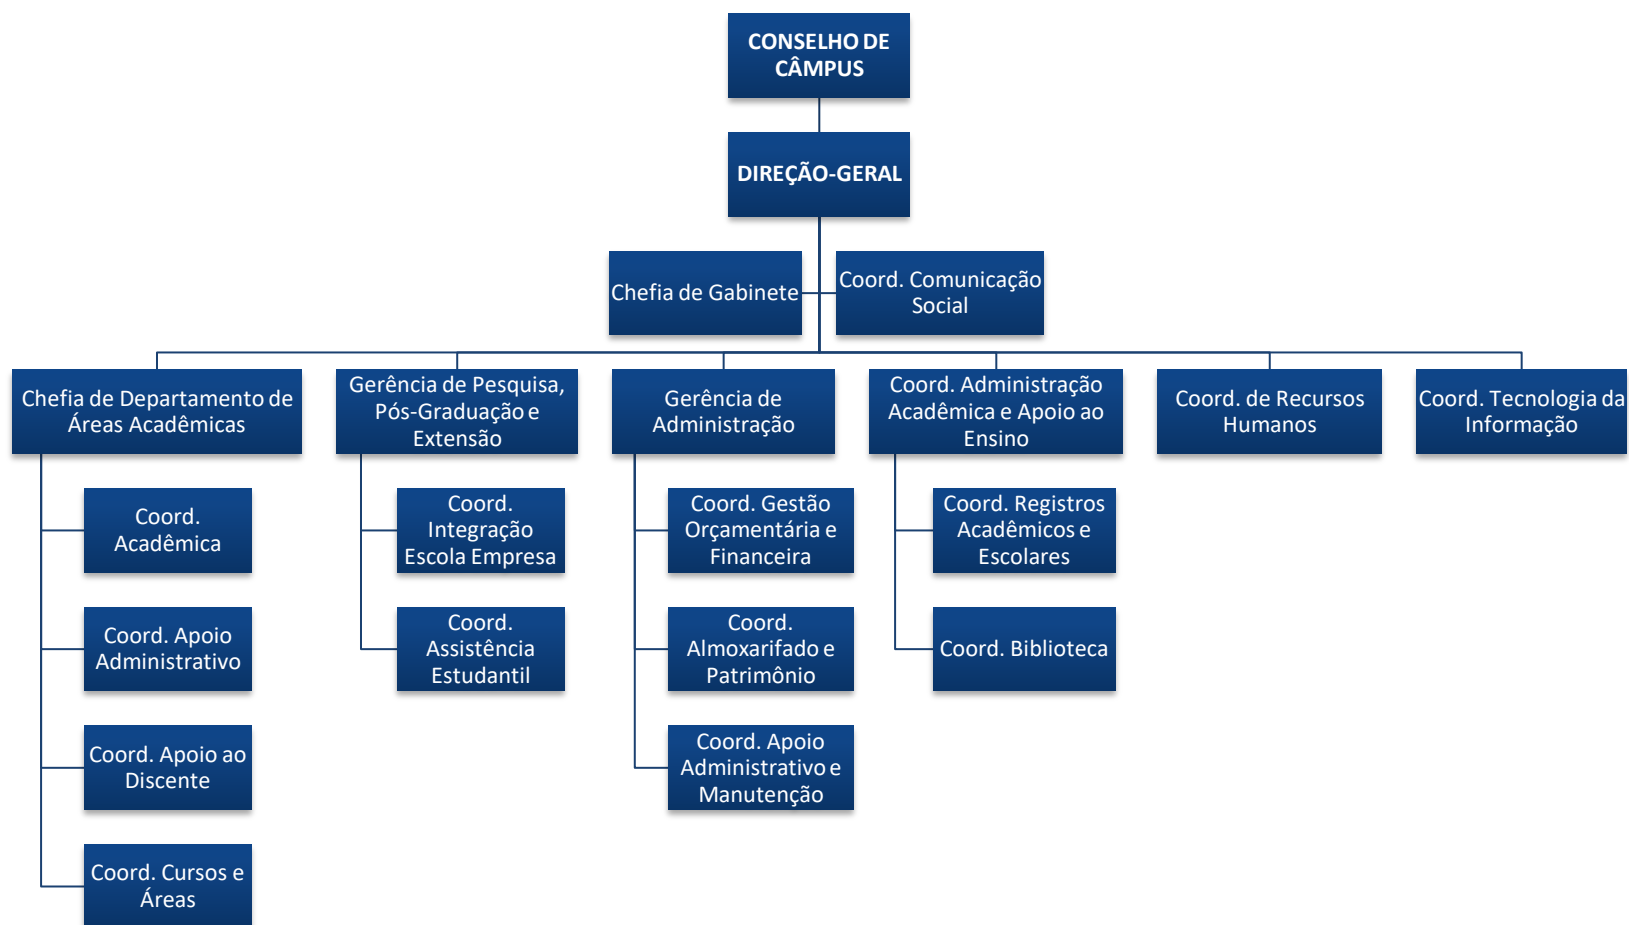 CONSELHO DE
CÂMPUS
DIREÇÃO-GERAL
Chefia de Gabinete
Coord. Comunicação
Social
Chefia de Departamento de
Áreas Acadêmicas
Gerência de Pesquisa,
Pós-Graduação e
Extensão
Gerência de
Administração
Coord. Administração
Acadêmica e Apoio ao
Ensino
Coord. de Recursos
Humanos
Coord. Tecnologia da
Informação
Coord.
Acadêmica
Coord. Apoio
Administrativo
Coord. Apoio ao
Discente
Coord. Cursos e
Áreas
Coord.
Integração
Escola Empresa
Coord.
Assistência
Estudantil
Coord. Gestão
Orçamentária e
Financeira
Coord.
Almoxarifado e
Patrimônio
Coord. Apoio
Administrativo e
Manutenção
Coord. Registros
Acadêmicos e
Escolares
Coord. Biblioteca